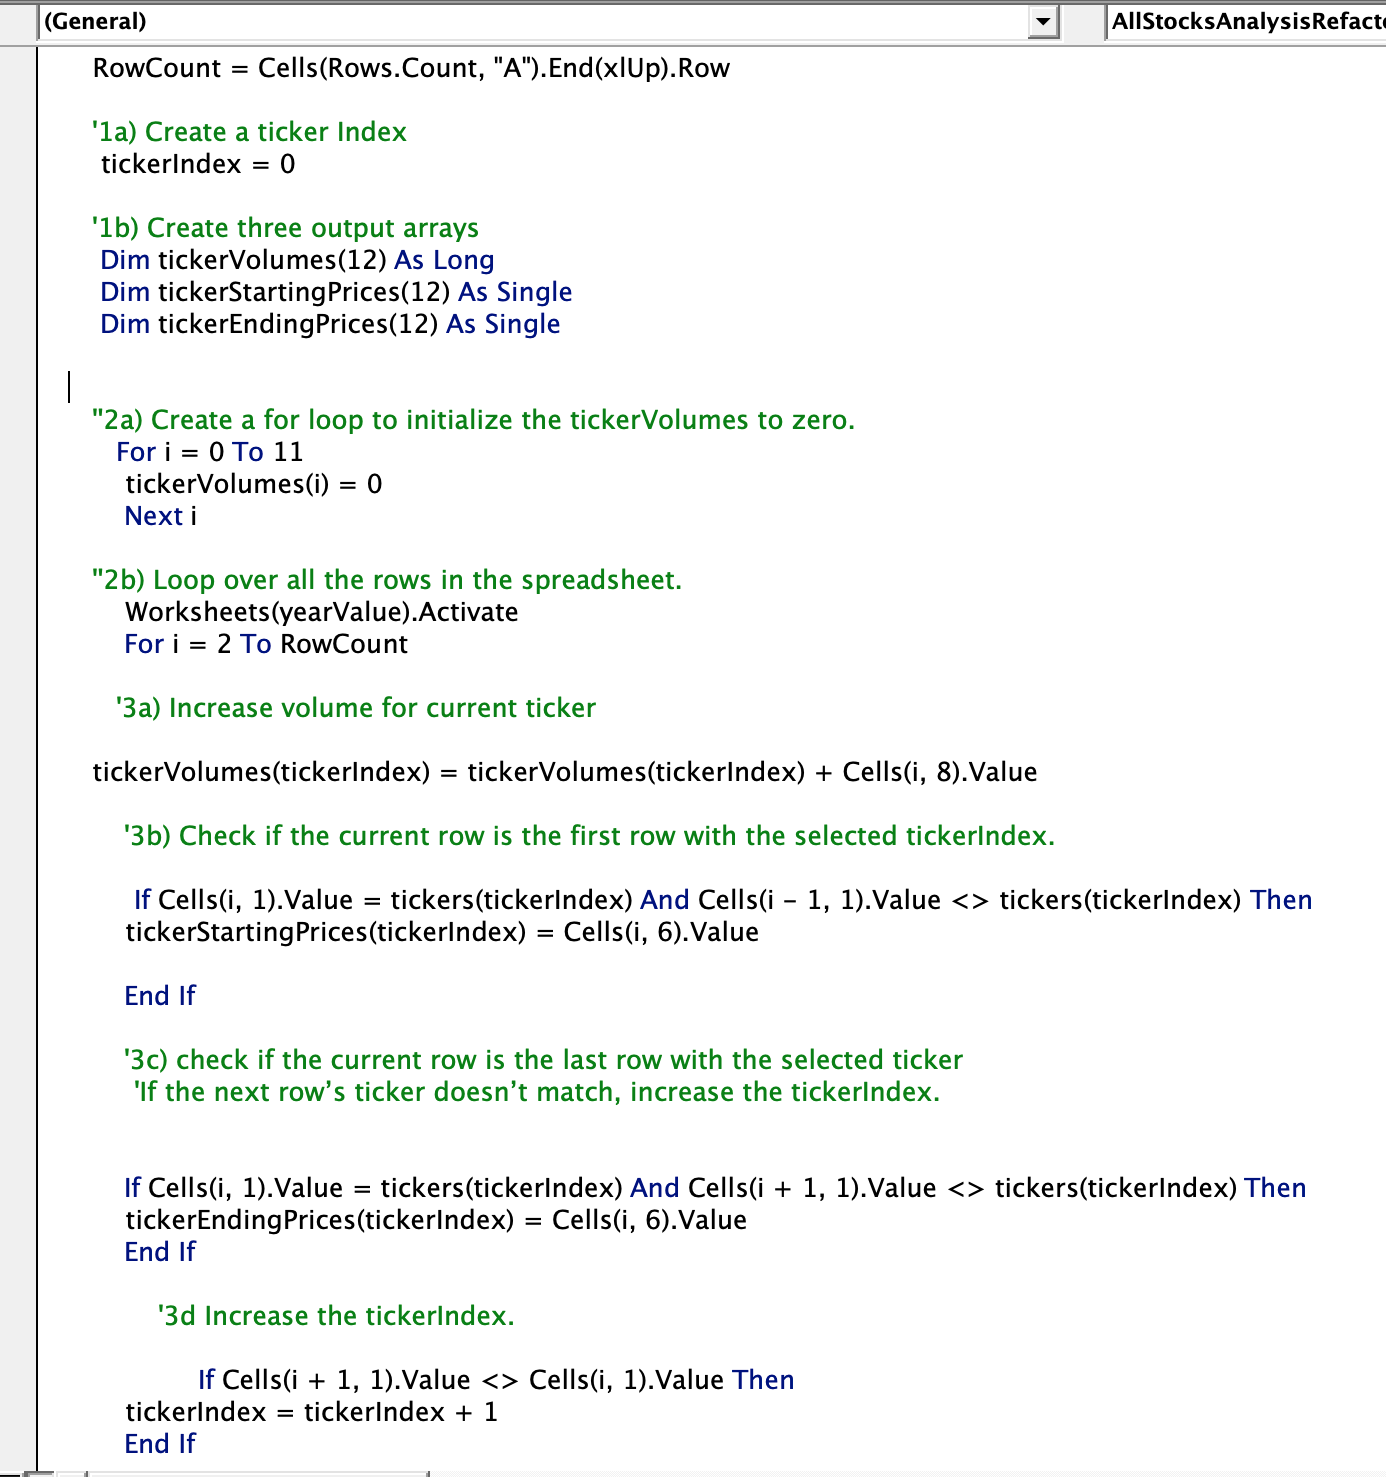 (General)
AllStocksAnalysisRefacto
RowCount = Cells(Rows.Count, "A").End(xlUp).Row
'1a) Create a ticker Index
tickerIndex = 0
'1b) Create three output arrays
Dim tickerVolumes(12) As Long
Dim tickerStartingPrices(12) As Single
Dim tickerEndingPrices(12) As Single
''2a) Create a for loop to initialize the tickerVolumes to zero.
For i = 0 To 11
tickerVolumes(i) = 0
Next i
''2b) Loop over all the rows in the spreadsheet.
Worksheets(yearValue).Activate
For i = 2 To RowCount
'3a) Increase volume for current ticker
tickerVolumes(tickerIndex) = tickerVolumes(tickerIndex) + Cells(i, 8).Value
'3b) Check if the current row is the first row with the selected tickerIndex.
If Cells(i, 1).Value = tickers(tickerIndex) And Cells(i - 1, 1).Value <> tickers(tickerIndex) Then
tickerStartingPrices(tickerIndex) = Cells(i, 6).Value
End If
'3c) check if the current row is the last row with the selected ticker
'If the next row’s ticker doesn’t match, increase the tickerIndex.
If Cells(i, 1).Value = tickers(tickerIndex) And Cells(i + 1, 1).Value <> tickers(tickerIndex) Then
tickerEndingPrices(tickerIndex) = Cells(i, 6).Value
End If
'3d Increase the tickerIndex.
If Cells(i + 1, 1).Value <> Cells(i, 1).Value Then
tickerIndex = tickerIndex + 1
End If